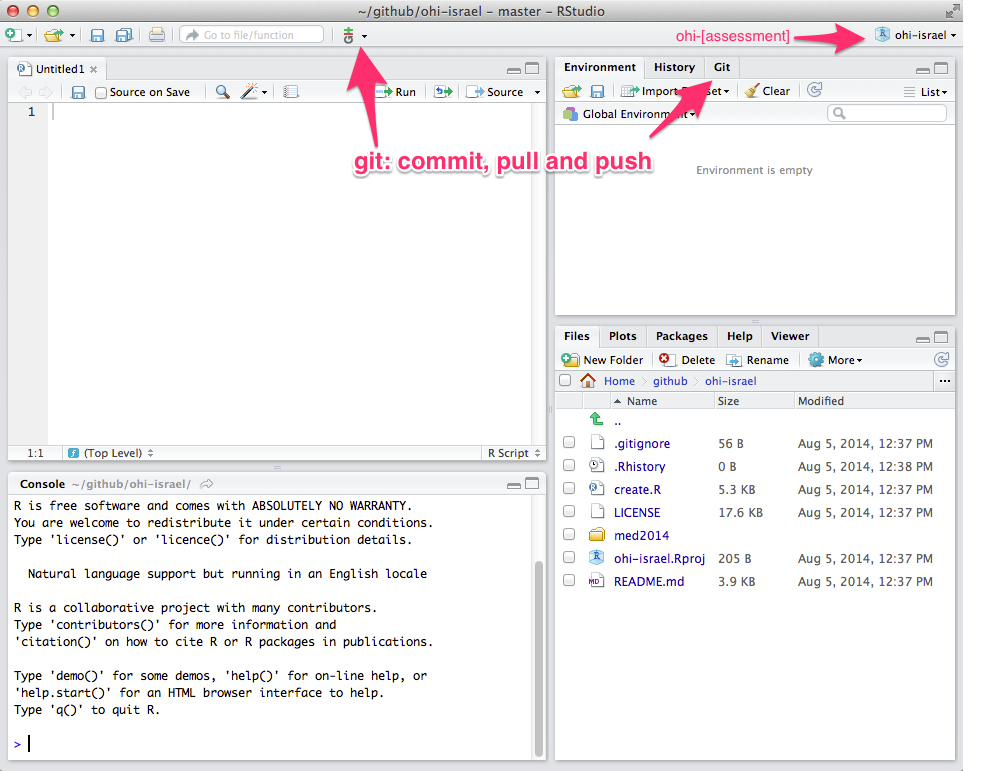 ~/github/ohi-israel - master - RStudio
Go to file/function
ohi-[assessment]
ohi-israel
Untitled1
Source on Save
Run
Source
1
git: commit, pull and push
1:1
(Top Level)
R Script
Console ~/github/ohi-israel/
R is free software and comes with ABSOLUTELY NO WARRANTY.
You are welcome to redistribute it under certain conditions.
Type 'license()' or 'licence()' for distribution details.
Natural language support but running in an English locale
R is a collaborative project with many contributors.
Type 'contributors()' for more information and
'citation()' on how to cite R or R packages in publications.
Type 'demo()' for some demos, 'help()' for on-line help, or
'help.start()' for an HTML browser interface to help.
Type 'q()' to quit R.
>
Environment History Git
Import set Clear List
Global Environment
Environment is empty
Files Plots Packages Help Viewer
New Folder Delete Rename More
Home github ohi-israel ...
Name Size Modified
..
.gitignore 56 B Aug 5, 2014, 12:37 PM
.Rhistory 0 B Aug 5, 2014, 12:38 PM
create.R 5.3 KB Aug 5, 2014, 12:37 PM
LICENSE 17.6 KB Aug 5, 2014, 12:37 PM
med2014
ohi-israel.Rproj 205 B Aug 5, 2014, 12:37 PM
README.md 3.9 KB Aug 5, 2014, 12:37 PM